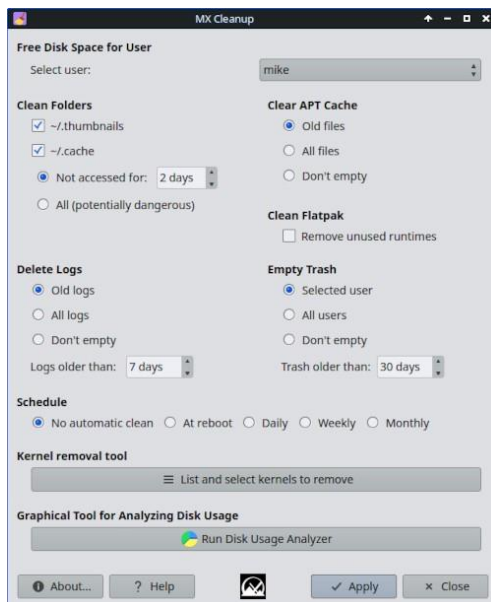 MX Cleanup
Free Disk Space for User
Select user: mike
Clean Folders
~/.thumbnails
~/.cache
Not accessed for: 2 days
All (potentially dangerous)
Clear APT Cache
Old files
All files
Don't empty
Clean Flatpak
Remove unused runtimes
Delete Logs
Old logs
All logs
Don't empty
Logs older than: 7 days
Empty Trash
Selected user
All users
Don't empty
Trash older than: 30 days
Schedule
No automatic clean At reboot Daily Weekly Monthly
Kernel removal tool
List and select kernels to remove
Graphical Tool for Analyzing Disk Usage
Run Disk Usage Analyzer
About... ? Help Apply Close